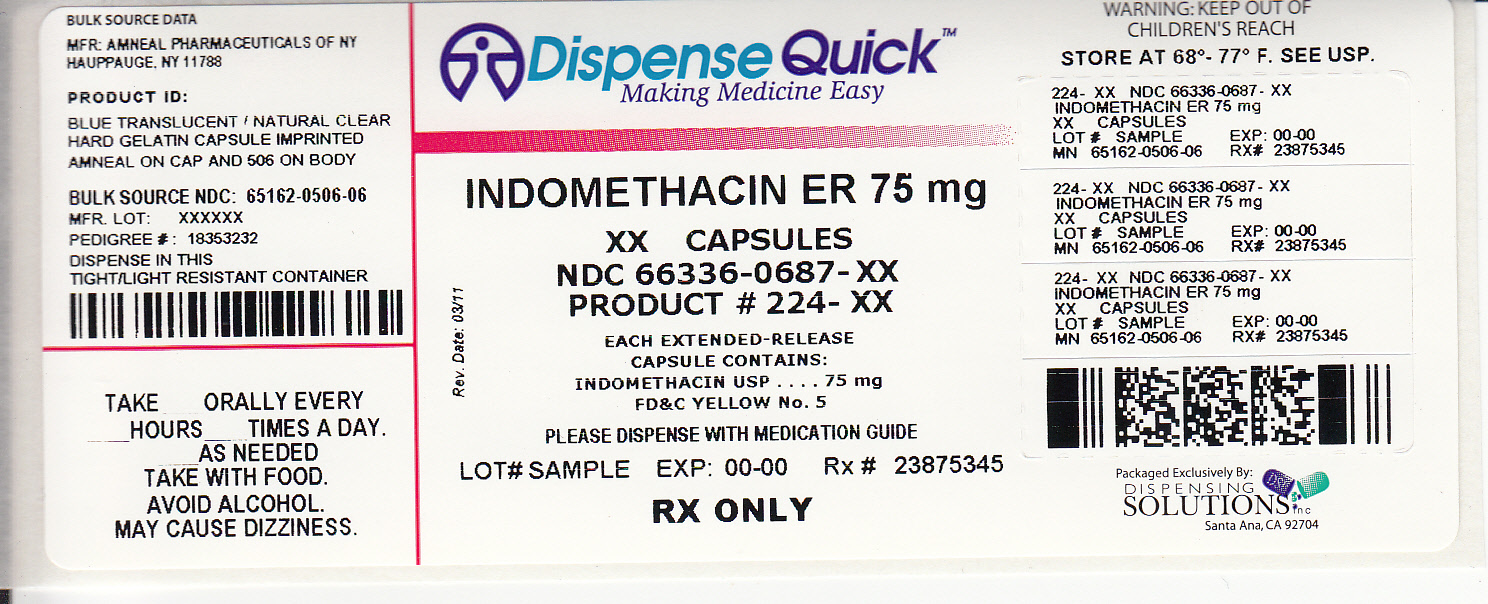 BULK SOURCE DATA
MFR: AMNEAL PHARMACEUTICALS OF NY
HAUPPAUGE, NY 11788
PRODUCT ID:
BLUE TRANSLUCENT / NATURAL CLEAR
HARD GELATIN CAPSULE IMPRINTED
AMNEAL ON CAP AND 506 ON BODY
BULK SOURCE NDC: 65162-0506-06
MFR. LOT: XXXXXX
PEDIGREE #: 18353232
DISPENSE IN THIS
TIGHT/LIGHT RESISTANT CONTAINER
TAKE ___ ORALLY EVERY
___HOURS___TIMES A DAY.
___AS NEEDED
TAKE WITH FOOD.
AVOID ALCOHOL.
MAY CAUSE DIZZINESS.
Dispense Quick™
Making Medicine Easy
INDOMETHACIN ER 75 mg
XX CAPSULES
NDC 66336-0687-XX
PRODUCT # 224- XX
Rev. Date: 03/11
EACH EXTENDED-RELEASE
CAPSULE CONTAINS:
INDOMETHACIN USP .... 75 mg
FD&C YELLOW No. 5
PLEASE DISPENSE WITH MEDICATION GUIDE
LOT# SAMPLE EXP: 00-00 Rx # 23875345
RX ONLY
WARNING: KEEP OUT OF
CHILDREN'S REACH
STORE AT 68°- 77° F. SEE USP.
224- XX NDC 66336-0687- XX
INDOMETHACIN ER 75 mg
XX CAPSULES
LOT # SAMPLE EXP: 00-00
MN 65162-0506-06 RX# 23875345
224- XX NDC 66336-0687- XX
INDOMETHACIN ER 75 mg
XX CAPSULES
LOT # SAMPLE EXP: 00-00
MN 65162-0506-06 RX# 23875345
224- XX NDC 66336-0687- XX
INDOMETHACIN ER 75 mg
XX CAPSULES
LOT # SAMPLE EXP: 00-00
MN 65162-0506-06 RX# 23875345
Packaged Exclusively By:
DISPENSING
SOLUTIONS inc
DSI
Santa Ana, CA 92704